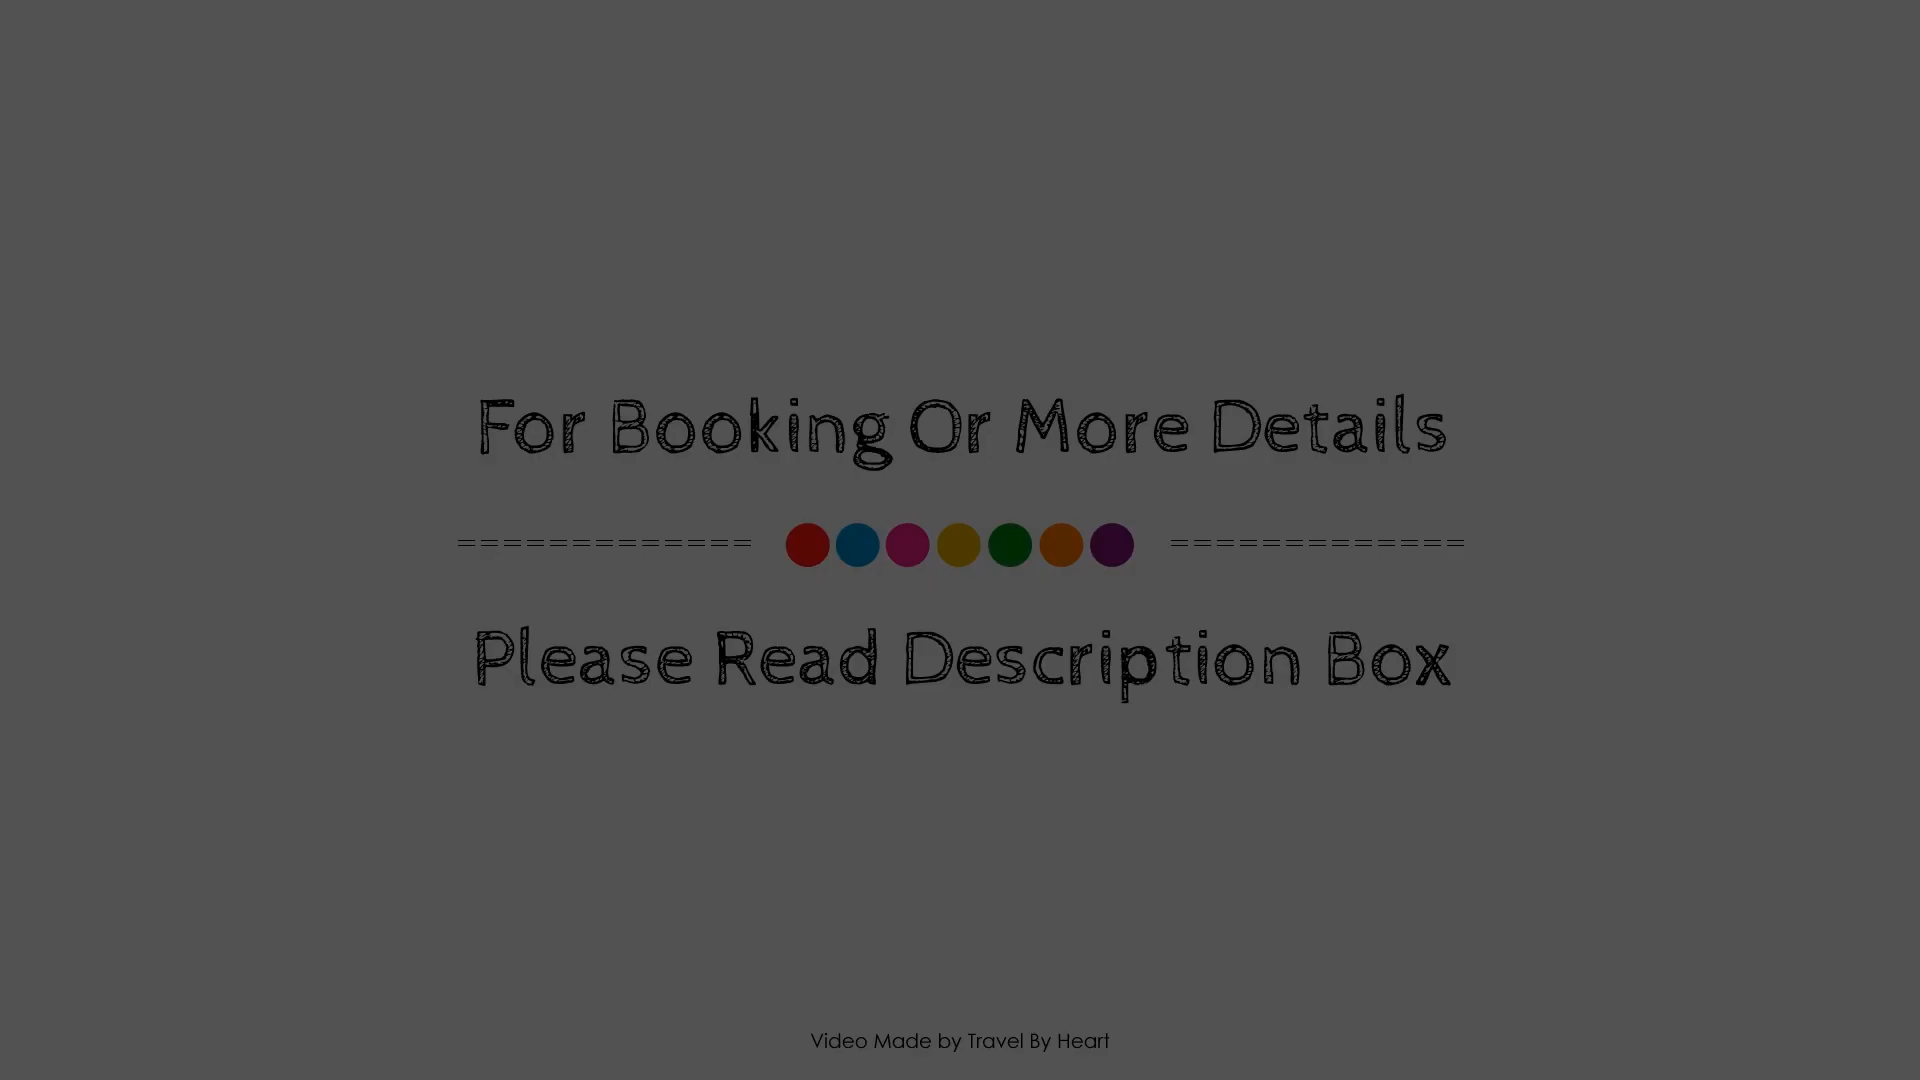 For Booking Or More Details
============= =============
Please Read Description Box
Video Made by Travel By Heart